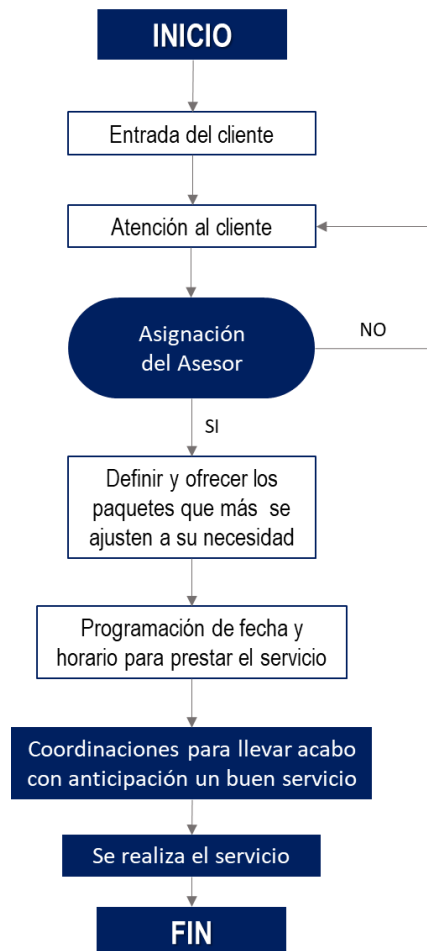 INICIO
Entrada del cliente
Atención al cliente
Asignación
del Asesor
NO
SI
Definir y ofrecer los
paquetes que más se
ajusten a su necesidad
Programación de fecha y
horario para prestar el servicio
Coordinaciones para llevar acabo
con anticipación un buen servicio
Se realiza el servicio
FIN